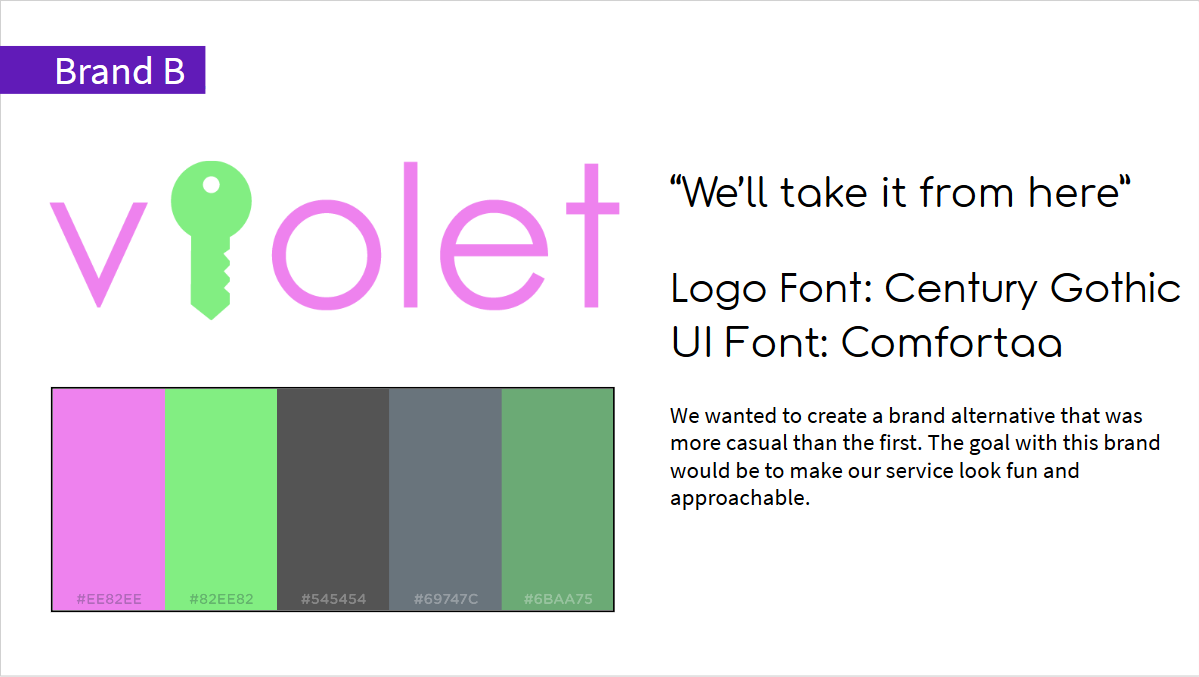 Brand B
violet
“We’ll take it from here”
Logo Font: Century Gothic
UI Font: Comfortaa
We wanted to create a brand alternative that was
more casual than the first. The goal with this brand
would be to make our service look fun and
approachable.
#EE82EE #82EE82 #545454 #69747C #6BAA75